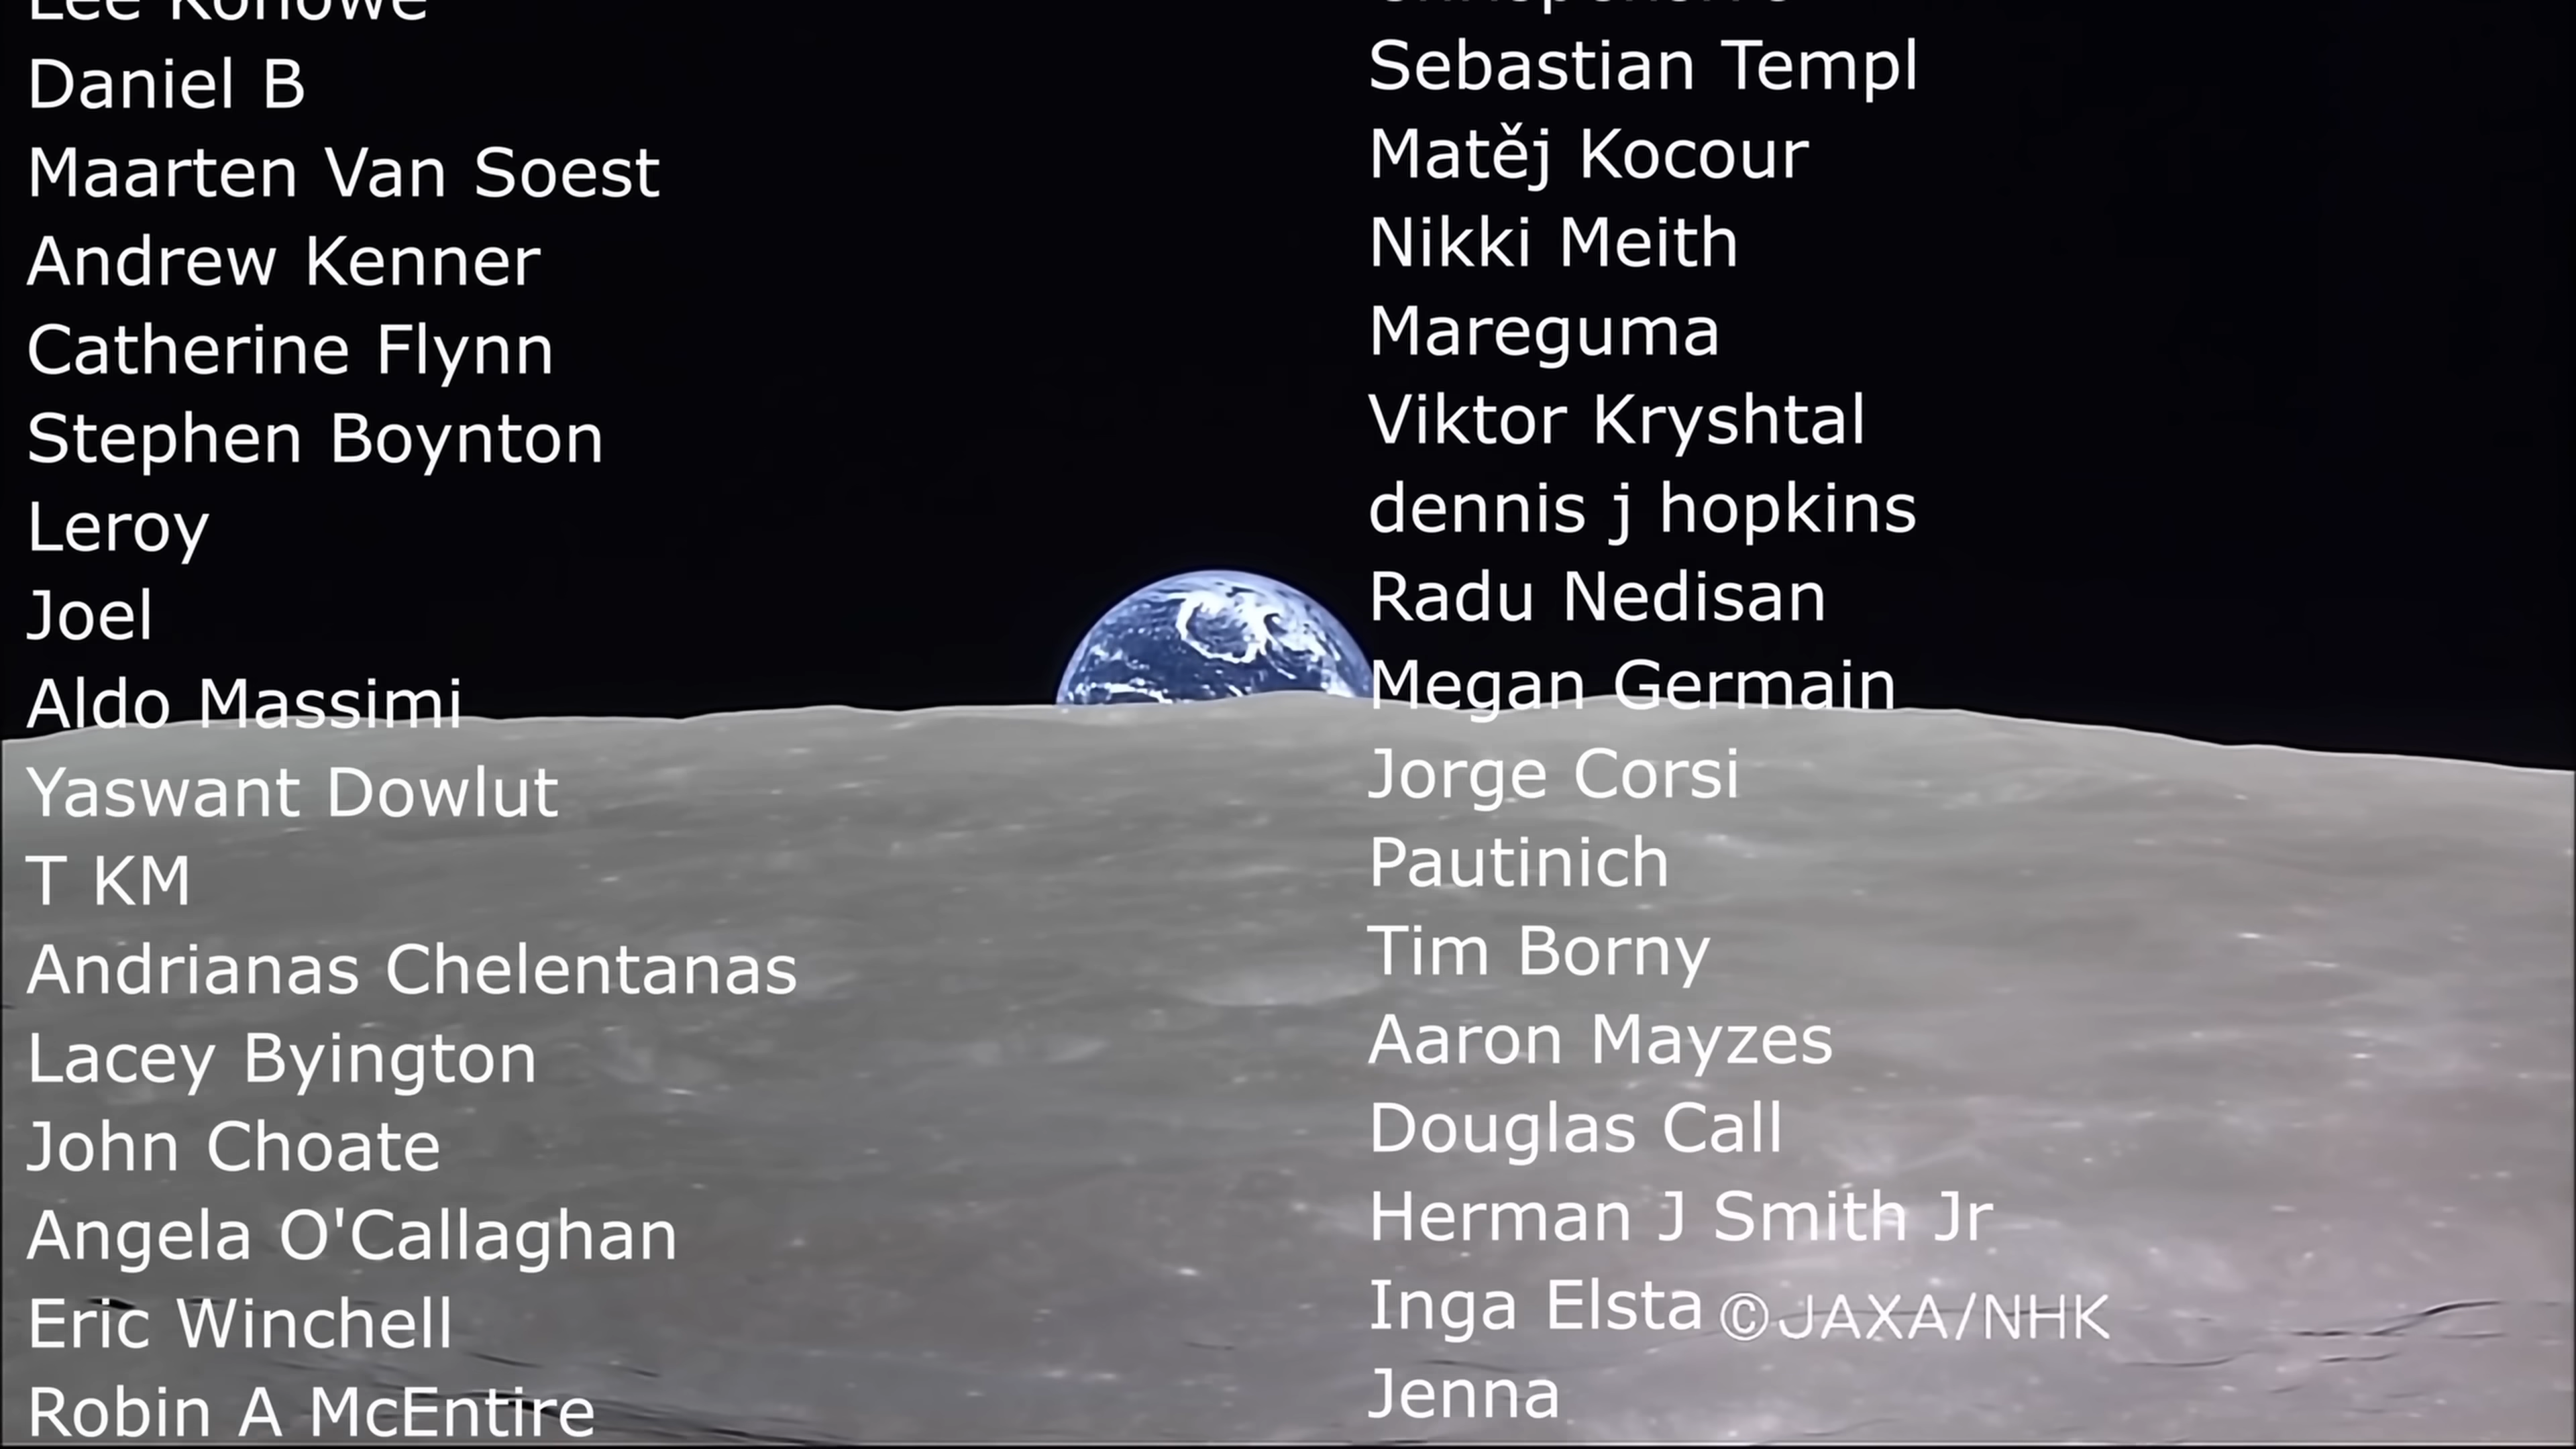 Daniel B
Maarten Van Soest
Andrew Kenner
Catherine Flynn
Stephen Boynton
Leroy
Joel
Aldo Massimi
Yaswant Dowlut
T KM
Andrianas Chelentanas
Lacey Byington
John Choate
Angela O'Callaghan
Eric Winchell
Robin A McEntire
Sebastian Templ
Matěj Kocour
Nikki Meith
Mareguma
Viktor Kryshtal
dennis j hopkins
Radu Nedisan
Megan Germain
Jorge Corsi
Pautinich
Tim Borny
Aaron Mayzes
Douglas Call
Herman J Smith Jr
Inga Elsta
©JAXA/NHK
Jenna